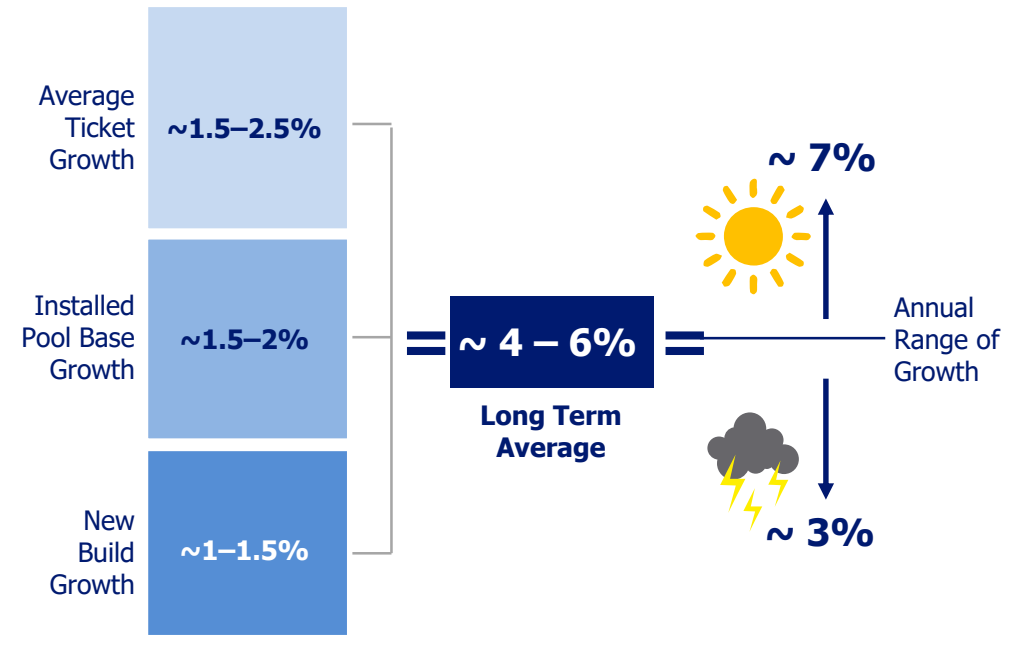 Average
Ticket
Growth
~1.5–2.5%
Installed
Pool Base
Growth
~1.5–2%
New
Build
Growth
~1–1.5%
= ~ 4 – 6% =
Long Term
Average
~ 7%
Annual
Range of
Growth
~ 3%